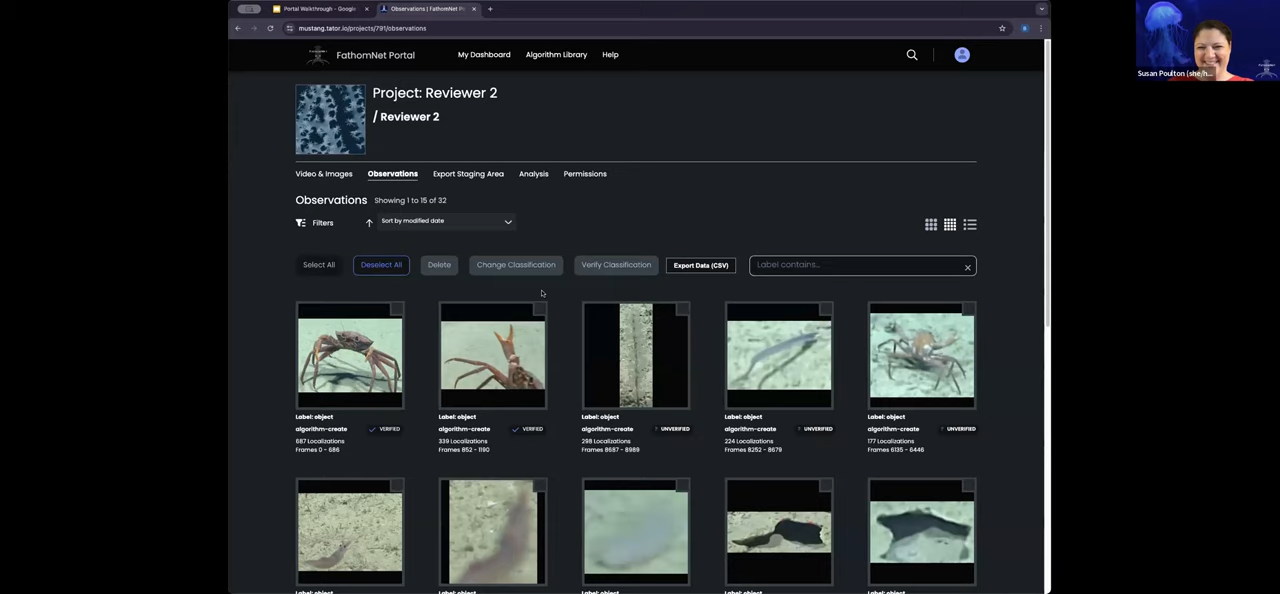 Portal Walkthrough - Google
Observations | FathomNet P
mustang.tator.io/projects/791/observations
FathomNet Portal
My Dashboard
Algorithm Library
Help
Susan Poulton (she/h...
Project: Reviewer 2
/ Reviewer 2
Video & Images
Observations
Export Staging Area
Analysis
Permissions
Observations
Showing 1 to 15 of 32
Filters
Sort by modified date
Select All
Deselect All
Delete
Change Classification
Verify Classification
Export Data (CSV)
Label contains...
Label: object
algorithm-create
VERIFIED
687 Localizations
Frames 0 - 686
Label: object
algorithm-create
VERIFIED
339 Localizations
Frames 852 - 1190
Label: object
algorithm-create
? UNVERIFIED
298 Localizations
Frames 8687 - 8989
Label: object
algorithm-create
? UNVERIFIED
224 Localizations
Frames 8252 - 8679
Label: object
algorithm-create
? UNVERIFIED
177 Localizations
Frames 6135 - 6446